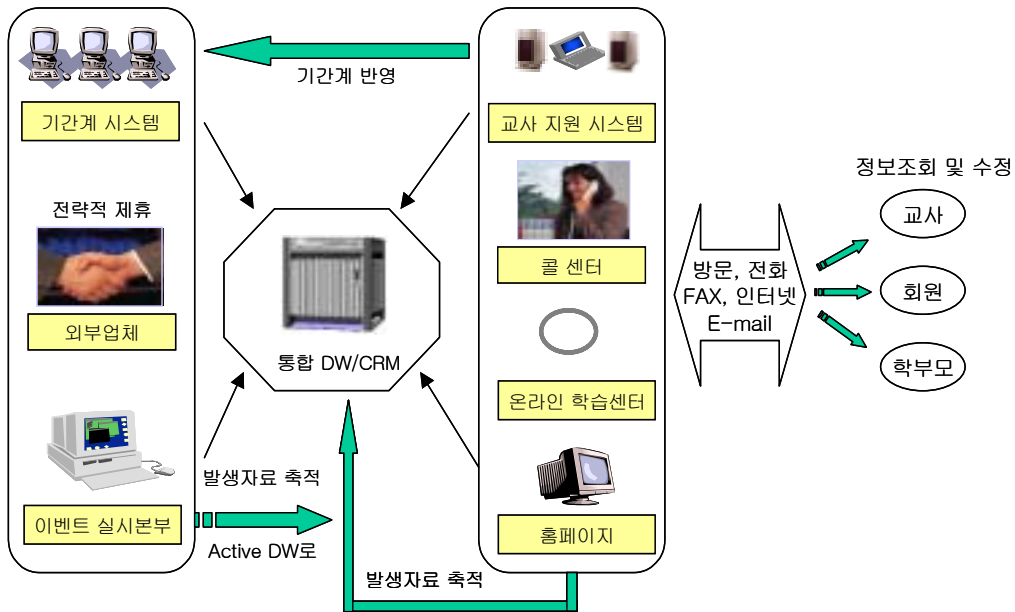 기간계 반영
기간계 시스템
교사 지원 시스템
전략적 제휴
외부업체
콜 센터
통합 DW/CRM
온라인 학습센터
이벤트 실시본부
발생자료 축적
Active DW로
홈페이지
발생자료 축적
방문, 전화
FAX, 인터넷
E-mail
정보조회 및 수정
교사
회원
학부모